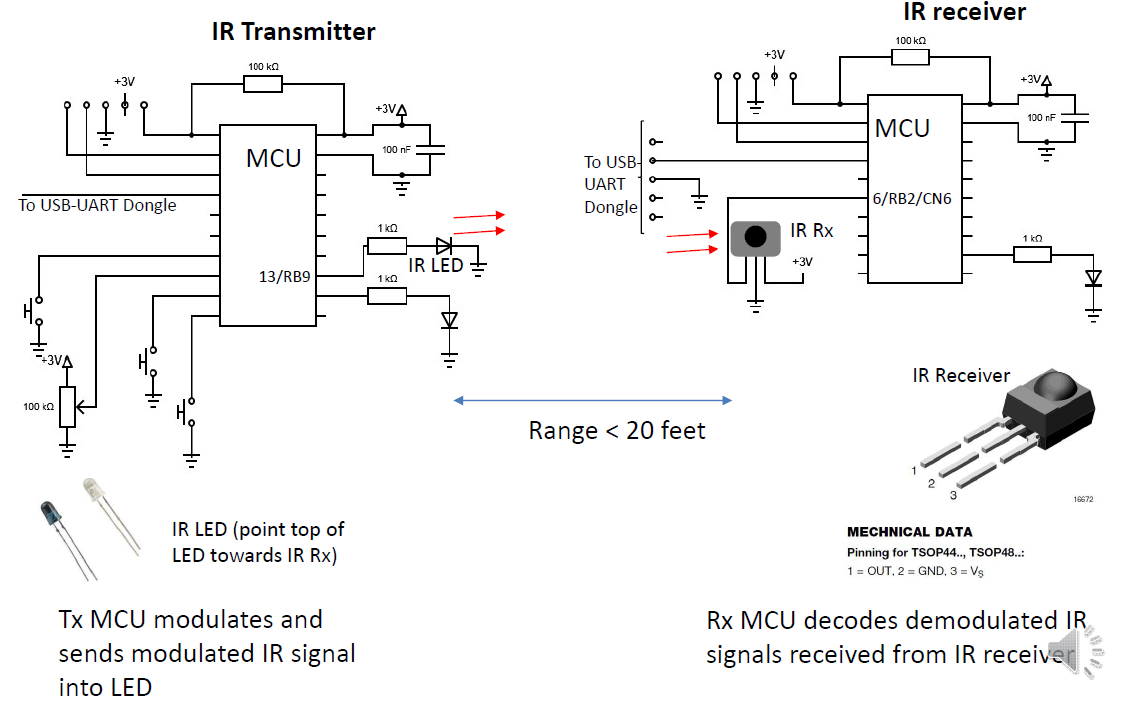 IR Transmitter
100 kΩ
+3V
+3V
MCU
100 nF
To USB-UART Dongle
1 kΩ
IR LED
13/RB9
1 kΩ
+3V
100 kΩ
IR LED (point top of
LED towards IR Rx)
Tx MCU modulates and
sends modulated IR signal
into LED
Range < 20 feet
IR receiver
100 kΩ
+3V
+3V
MCU
100 nF
To USB-
UART
Dongle
6/RB2/CN6
IR Rx
+3V
1 kΩ
IR Receiver
1
2
3
16672
MECHNICAL DATA
Pinning for TSOP44.., TSOP48..:
1 = OUT, 2 = GND, 3 = VS
Rx MCU decodes demodulated IR
signals received from IR receiver